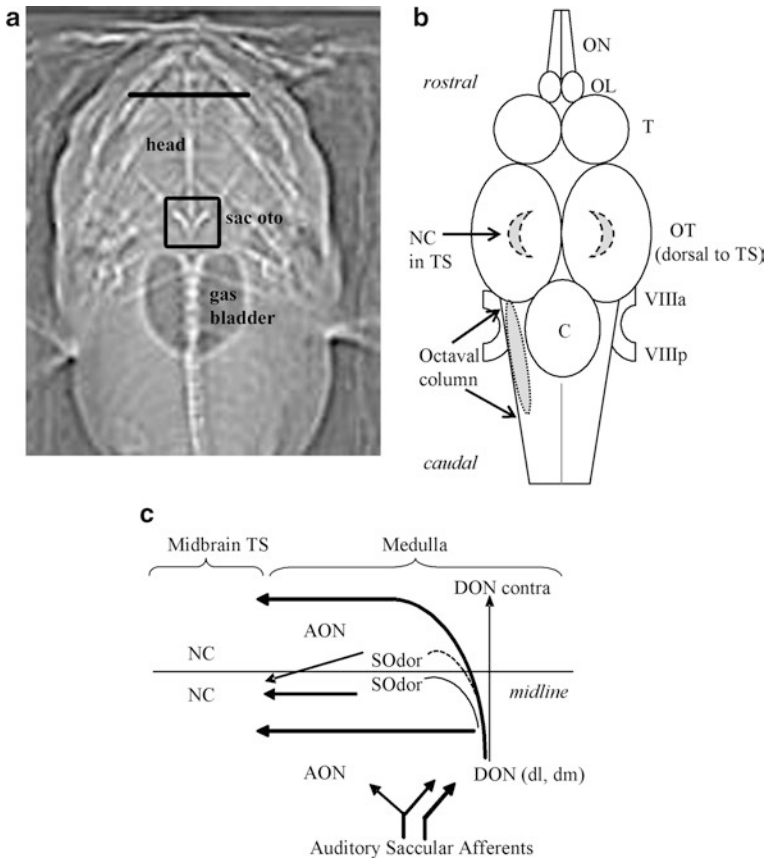 a
head
sac oto
gas
bladder
b
ON
rostral
OL
T
NC
in TS
OT
(dorsal to TS)
VIIIa
C
VIIIp
Octaval
column
caudal
c
Midbrain TS
Medulla
DON contra
AON
NC
SOdor
midline
NC
SOdor
AON
DON (dl, dm)
Auditory Saccular Afferents